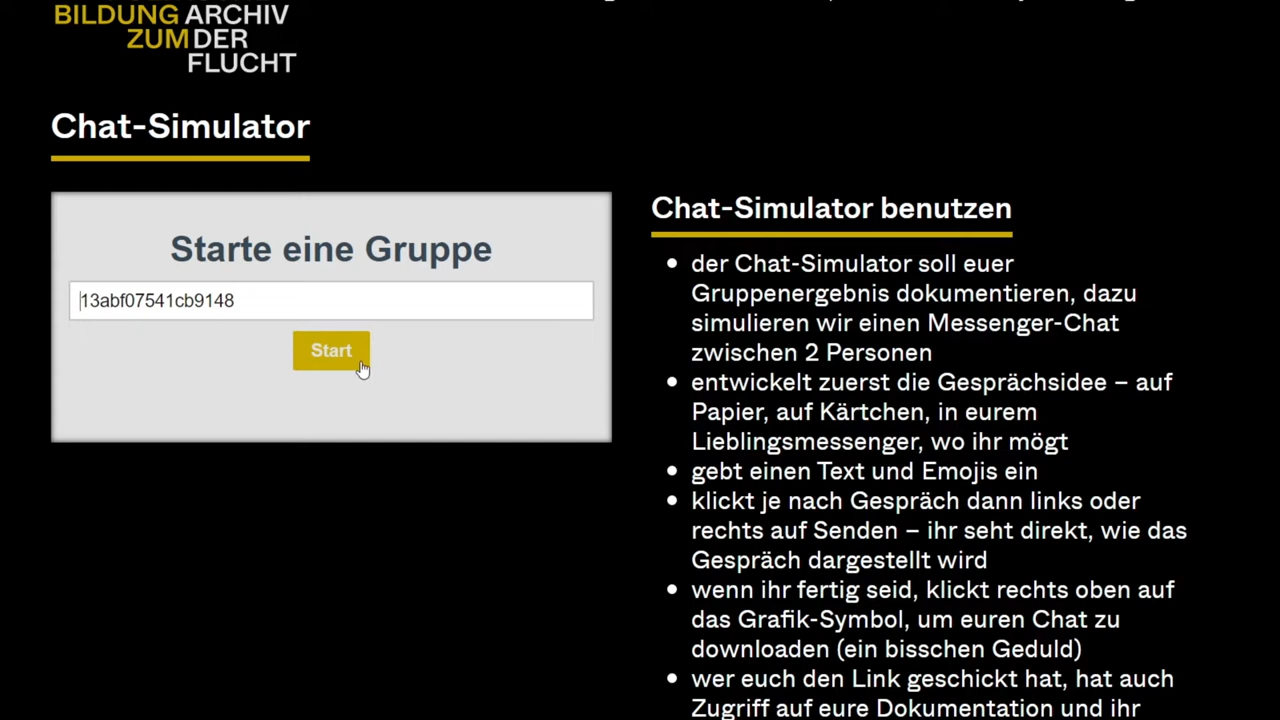 BILDUNG ARCHIV
ZUM DER
FLUCHT
Chat-Simulator
Starte eine Gruppe
13abf07541cb9148
Start
Chat-Simulator benutzen
• der Chat-Simulator soll euer
Gruppenergebnis dokumentieren, dazu
simulieren wir einen Messenger-Chat
zwischen 2 Personen
• entwickelt zuerst die Gesprächsidee – auf
Papier, auf Kärtchen, in eurem
Lieblingsmessenger, wo ihr mögt
• gebt einen Text und Emojis ein
• klickt je nach Gespräch dann links oder
rechts auf Senden – ihr seht direkt, wie das
Gespräch dargestellt wird
• wenn ihr fertig seid, klickt rechts oben auf
das Grafik-Symbol, um euren Chat zu
downloaden (ein bisschen Geduld)
• wer euch den Link geschickt hat, hat auch
Zugriff auf eure Dokumentation und ihr